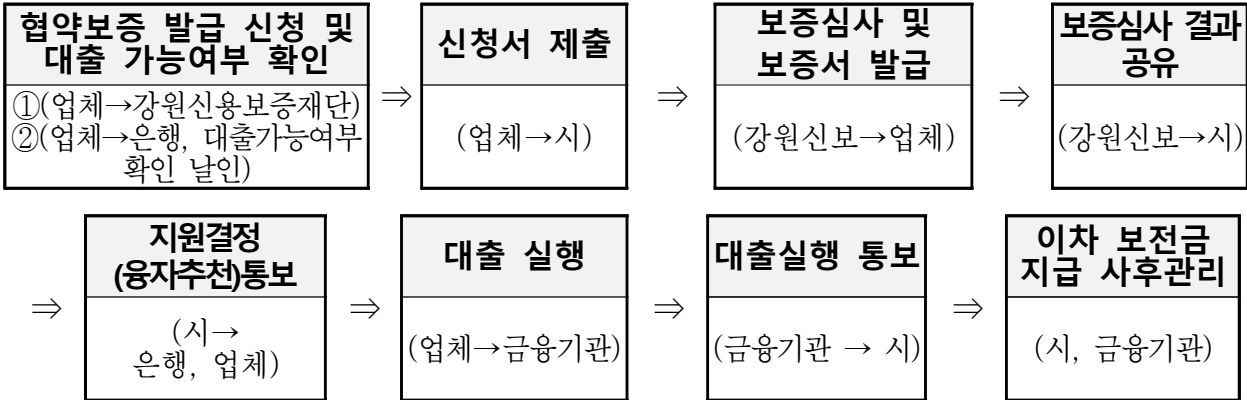 협약보증 발급 신청 및
대출 가능여부 확인
①(업체→강원신용보증재단)
②(업체→은행, 대출가능여부
확인 날인)
⇒
신청서 제출
(업체→시)
⇒
보증심사 및
보증서 발급
(강원신보→업체)
⇒
보증심사 결과
공유
(강원신보→시)
⇒
지원결정
(융자추천)통보
(시→
은행, 업체)
⇒
대출 실행
(업체→금융기관)
⇒
대출실행 통보
(금융기관 → 시)
⇒
이차 보전금
지급 사후관리
(시, 금융기관)